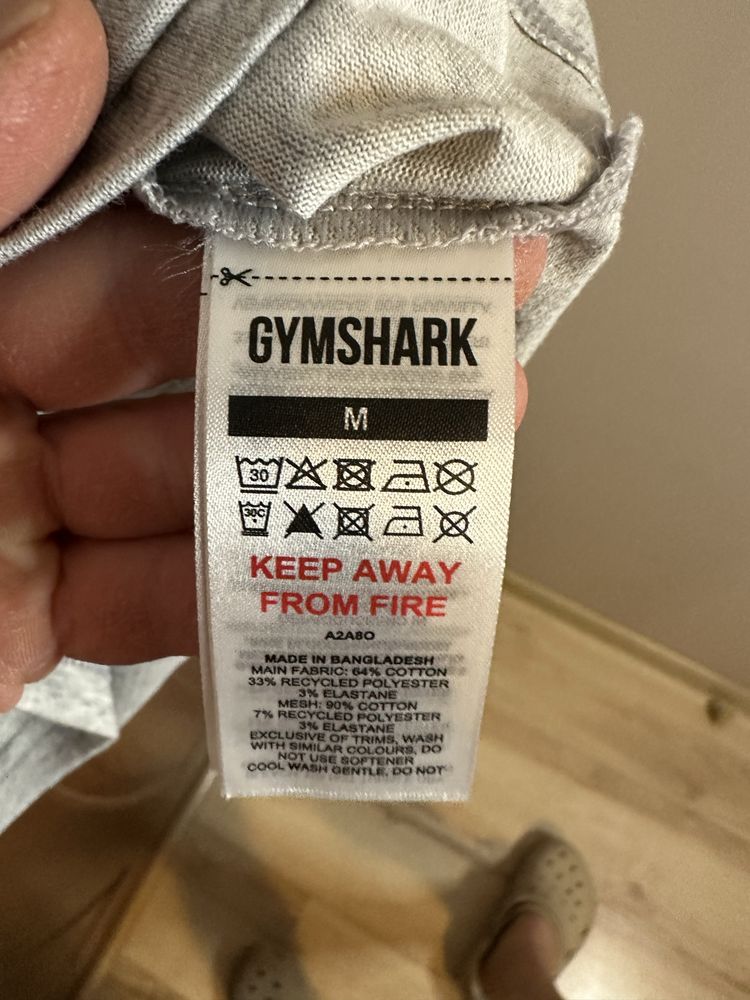 GYMSHARK
M
30
30C
KEEP AWAY
FROM FIRE
A2A8O
MADE IN BANGLADESH
MAIN FABRIC: 64% COTTON
33% RECYCLED POLYESTER
3% ELASTANE
MESH: 90% COTTON
7% RECYCLED POLYESTER
3% ELASTANE
EXCLUSIVE OF TRIMS, WASH
WITH SIMILAR COLOURS, DO
NOT USE SOFTENER
COOL WASH GENTLE, DO NOT